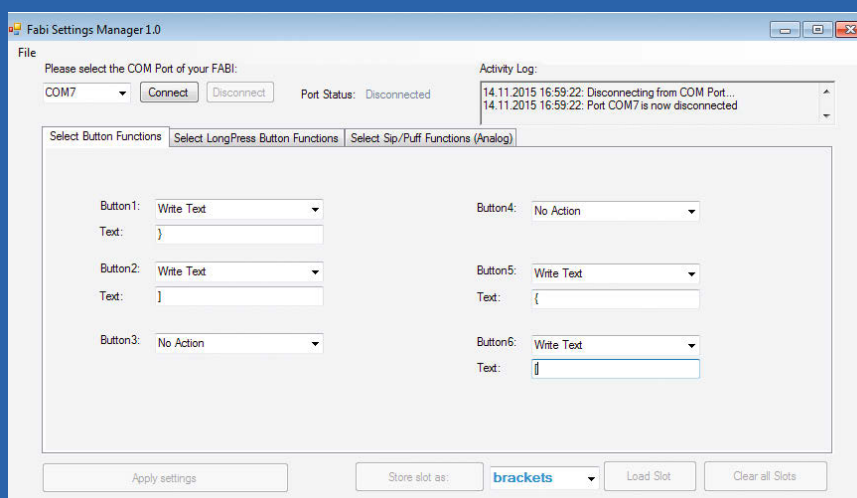 Fabi Settings Manager 1.0
File
Please select the COM Port of your FABI:
Activity Log:
COM7 Connect Disconnect Port Status: Disconnected
14.11.2015 16:59:22: Disconnecting from COM Port...
14.11.2015 16:59:22: Port COM7 is now disconnected
Select Button Functions Select LongPress Button Functions Select Sip/Puff Functions (Analog)
Button1: Write Text
Text: }
Button2: Write Text
Text: ]
Button3: No Action
Button4: No Action
Button5: Write Text
Text: {
Button6: Write Text
Text: [
Apply settings Store slot as: brackets Load Slot Clear all Slots